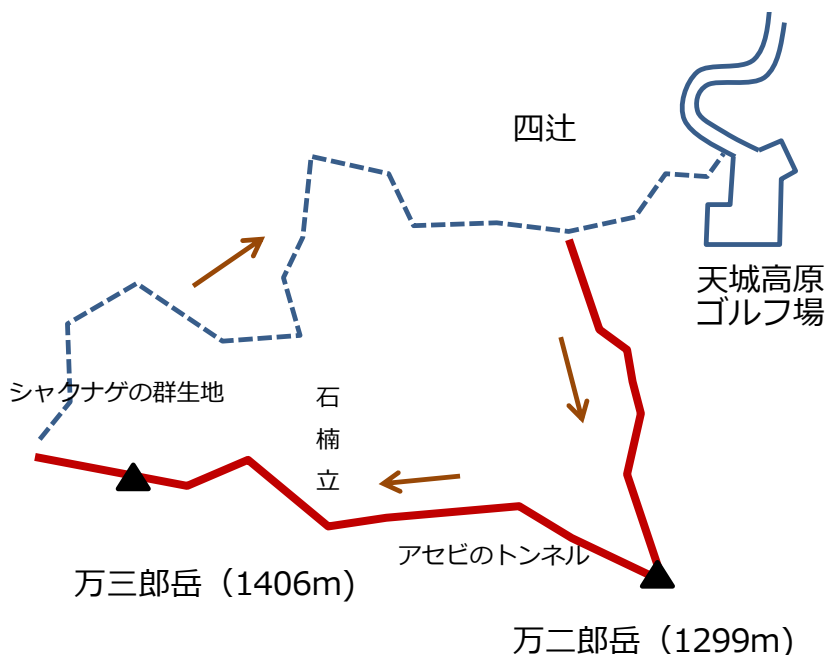 四辻
天城高原
ゴルフ場
シャクナゲの群生地
石楠立
アセビのトンネル
万三郎岳（1406m)
万二郎岳（1299m)